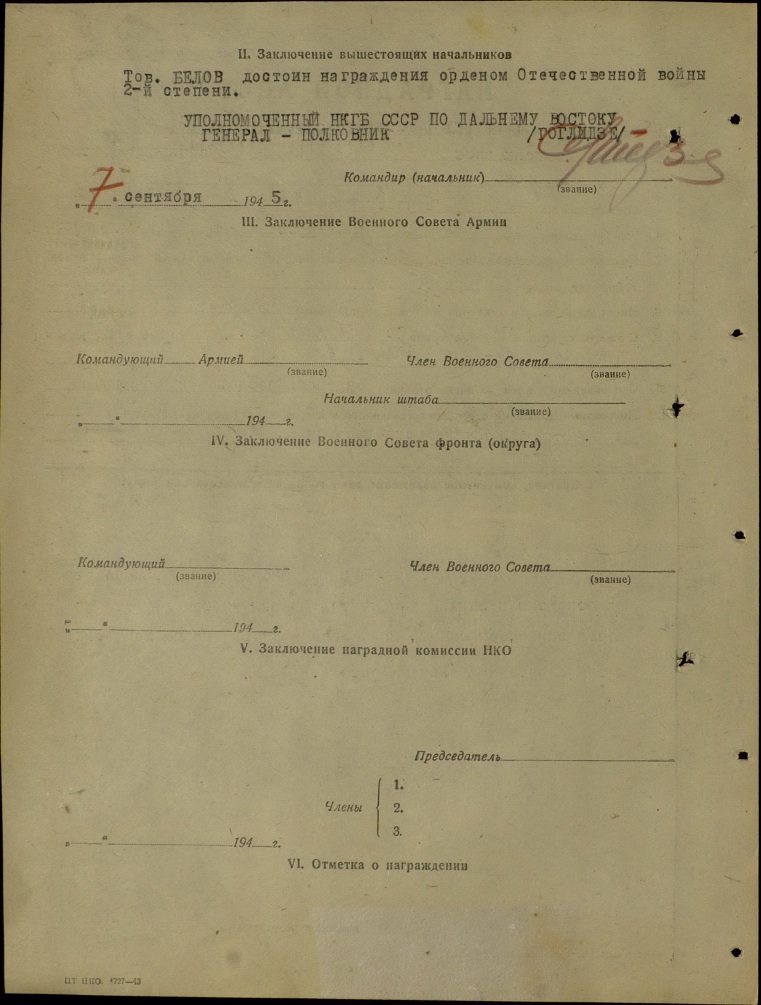 II. Заключение вышестоящих начальников
Тов. БЕЛОВ достоин награждения орденом Отечественной войны
2-й степени.
УПОЛНОМОЧЕННЫЙ НКГБ СССР ПО ДАЛЬНЕМУ ВОСТОКУ
ГЕНЕРАЛ – ПОЛКОВНИК /ГОГЛИДЗЕ/
Командир (начальник)
(звание)
„7“ сентября 1945 г.
III. Заключение Военного Совета Армии
Командующий Армией Член Военного Совета
(звание) (звание)
Начальник штаба
(звание)
„ “ 194 г.
IV. Заключение Военного Совета фронта (округа)
Командующий Член Военного Совета
(звание) (звание)
„ “ 194 г.
V. Заключение наградной комиссии НКО
Председатель
1.
Члены 2.
3.
„ “ 194 г.
VI. Отметка о награждении